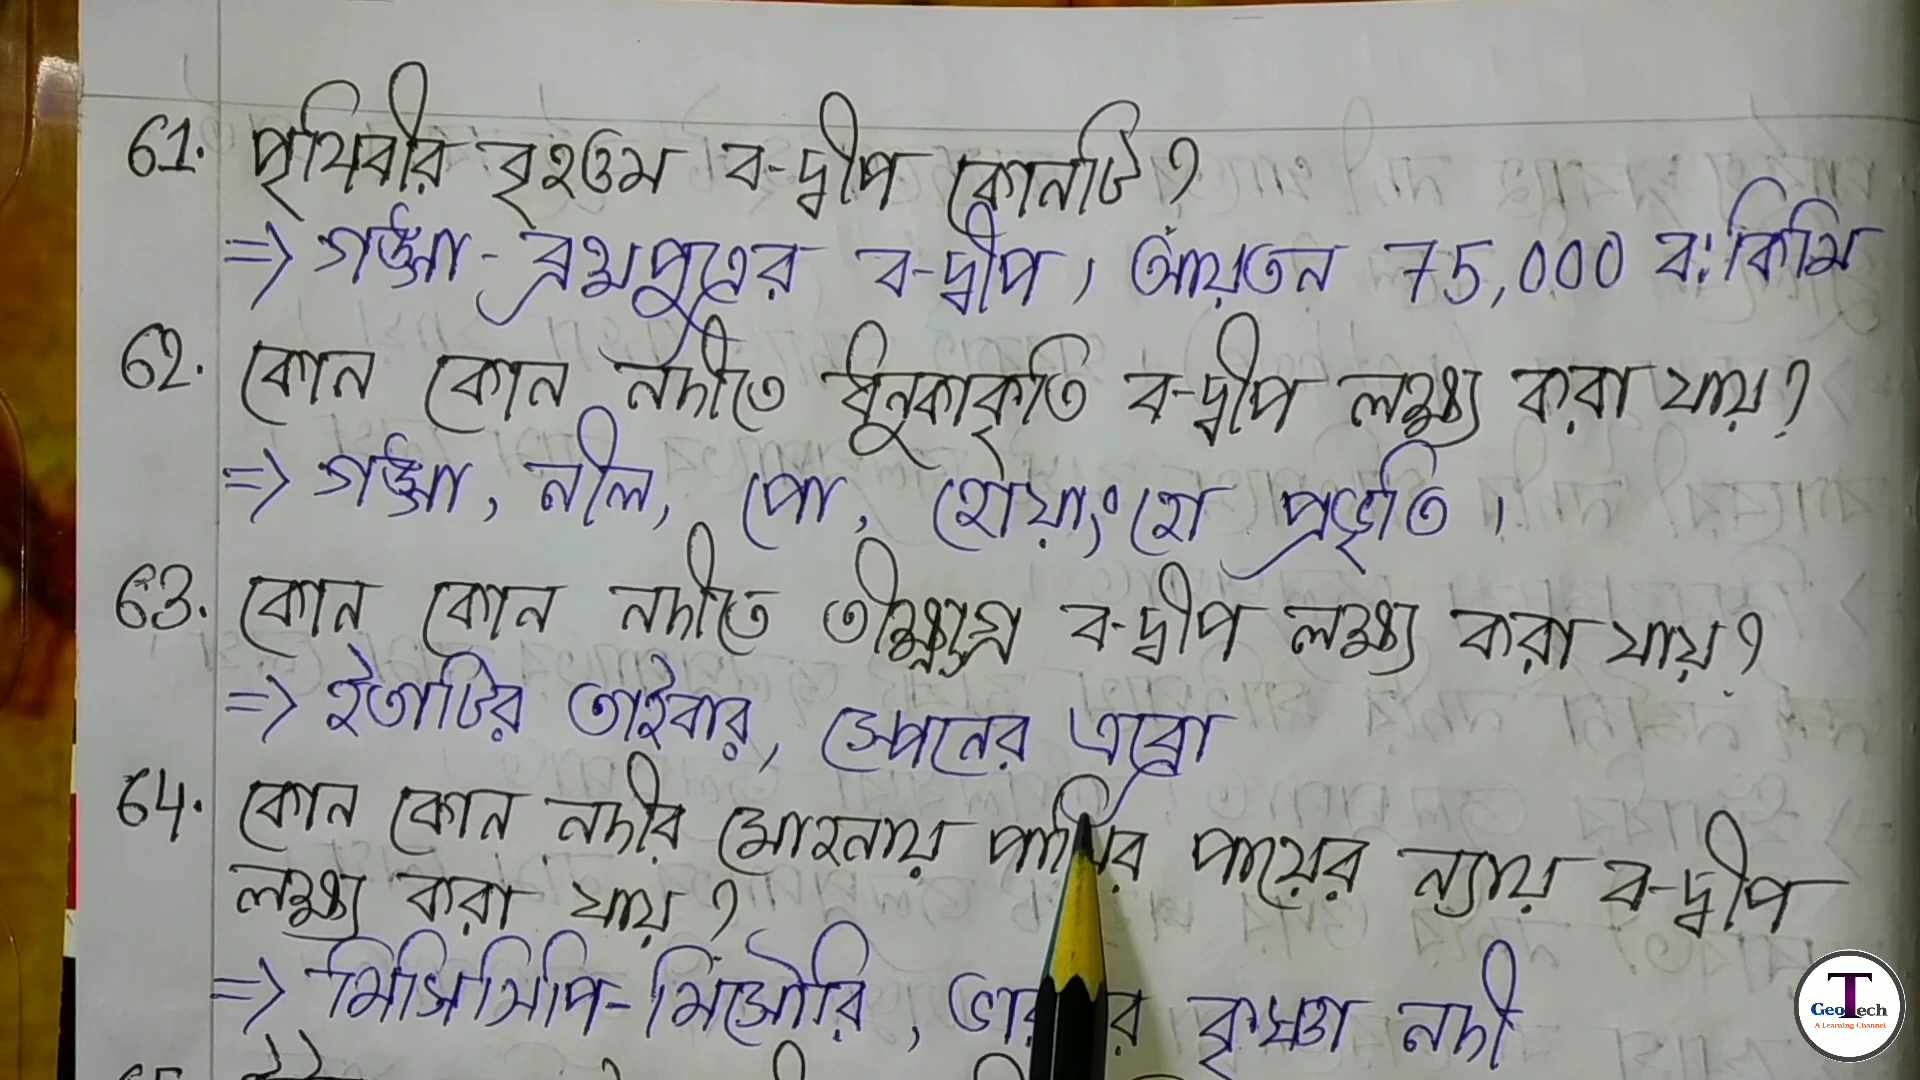 61. পৃথিবীর বৃহত্তম ব-দ্বীপ কোনটি?
=> গঙ্গা-ব্রহ্মপুত্রের ব-দ্বীপ, আয়তন 75,000 ব:কিমি
62. কোন কোন নদীতে ধনুকাকৃতি ব-দ্বীপ লক্ষ্য করা যায়?
=> গঙ্গা, নীল, পো, হোয়াংহো প্রভৃতি।
63. কোন কোন নদীতে তীক্ষ্ণাগ্র ব-দ্বীপ লক্ষ্য করা যায়?
=> ইতাটির তাইবার, স্পেনের এব্রো
64. কোন কোন নদীর মোহনায় পাখির পায়ের ন্যায় ব-দ্বীপ
লক্ষ্য করা যায়?
=> মিসিসিপি-মিসৌরি, কৃষ্ণা নদী
GeoTech
A Learning Channel